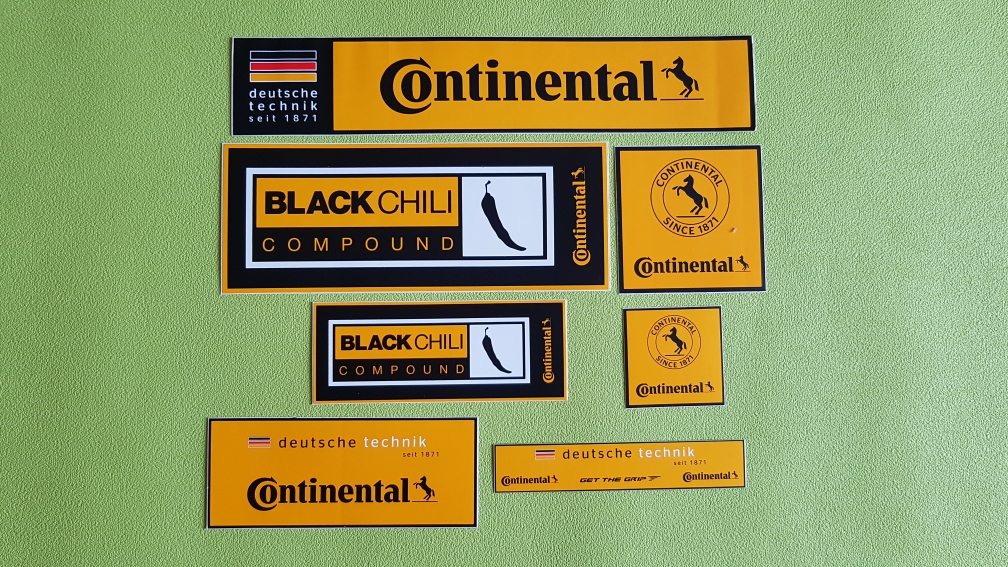 deutsche
technik
seit 1871
Continental
BLACK CHILI
COMPOUND
Continental
CONTINENTAL
SINCE 1871
Continental
BLACK CHILI
COMPOUND
Continental
CONTINENTAL
SINCE 1871
Continental
deutsche technik
seit 1871
Continental
deutsche technik
seit 1871
Continental
GET THE GRIP
Continental